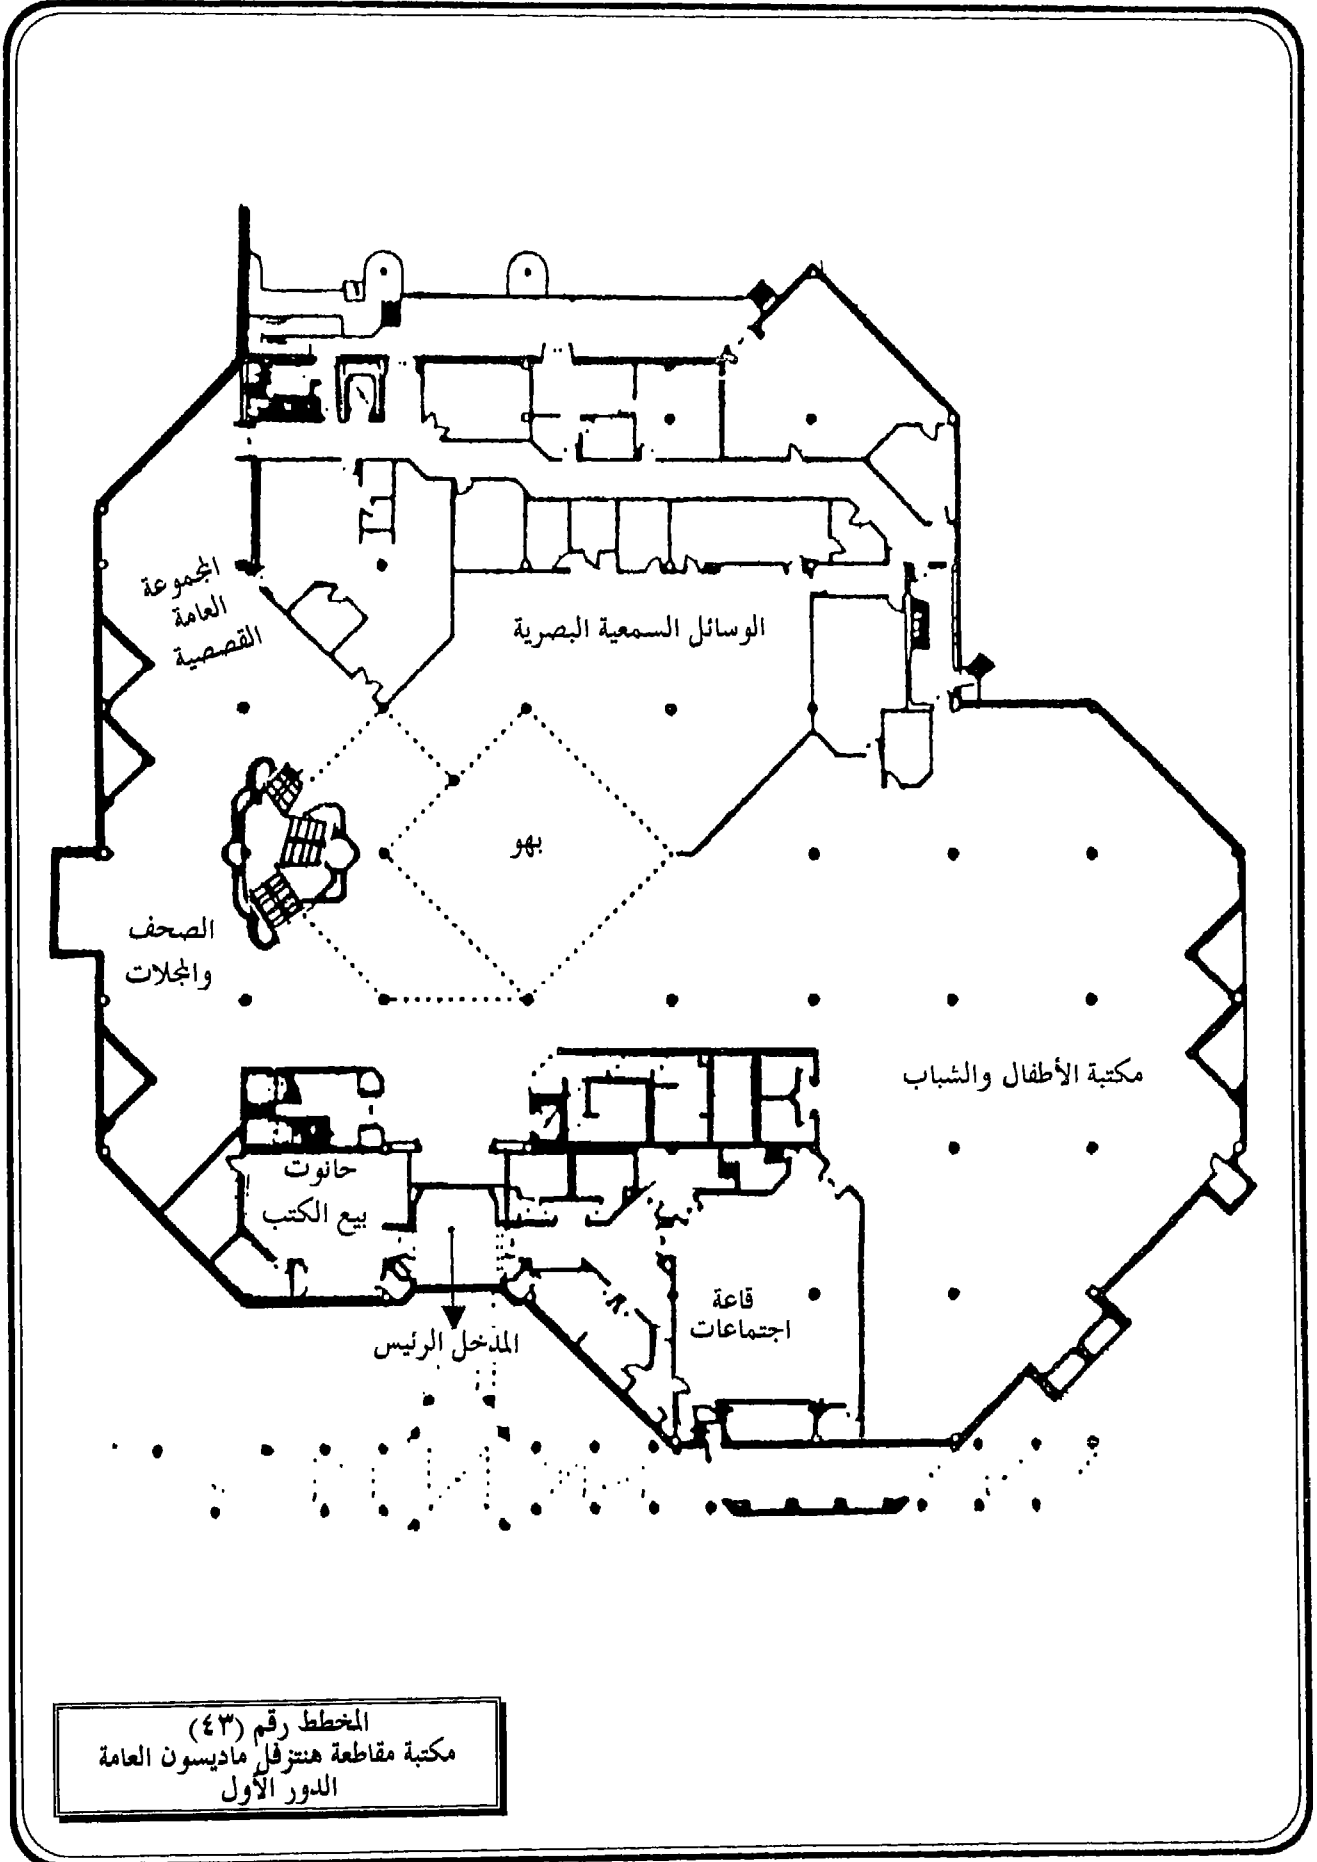 المجموعة
العامة
القصصية
الوسائل السمعية البصرية
بهو
الصحف
والمجلات
مكتبة الأطفال والشباب
حانوت
بيع الكتب
قاعة
اجتماعات
المدخل الرئيس
المخطط رقم (٤٣)
مكتبة مقاطعة هنتزفل ماديسون العامة
الدور الأول